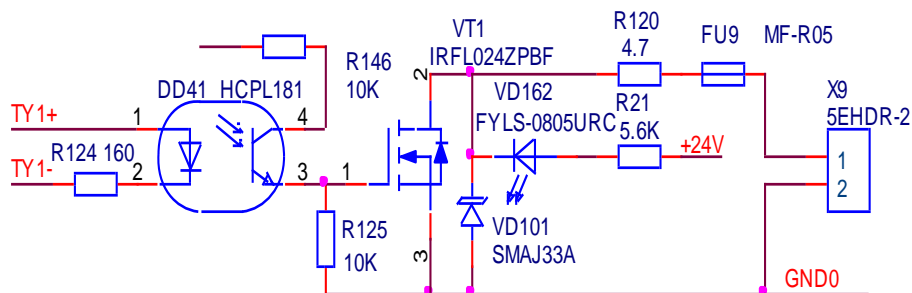 VT1
R120
FU9
MF-R05
R146
2
IRFL024ZPBF
4.7
DD41
HCPL181
10K
VD162
R21
X9
TY1+
1
4
FYLS-0805URC
5.6K
5EHDR-2
+24V
R124 160
TY1-
2
3
1
1
2
R125
VD101
10K
3
SMAJ33A
GND0